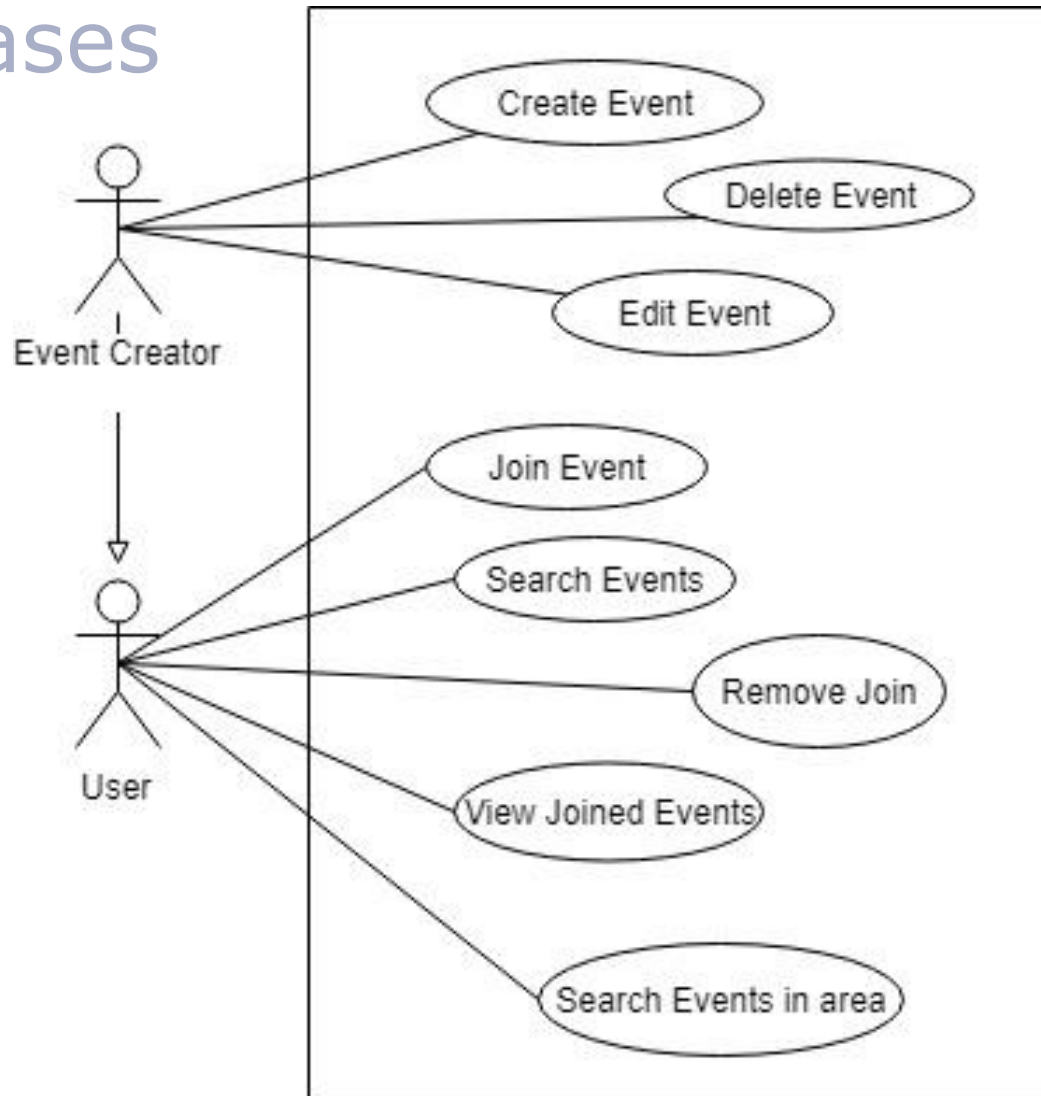 ases
Create Event
Delete Event
Edit Event
Event Creator
Join Event
Search Events
Remove Join
User
View Joined Events
Search Events in area